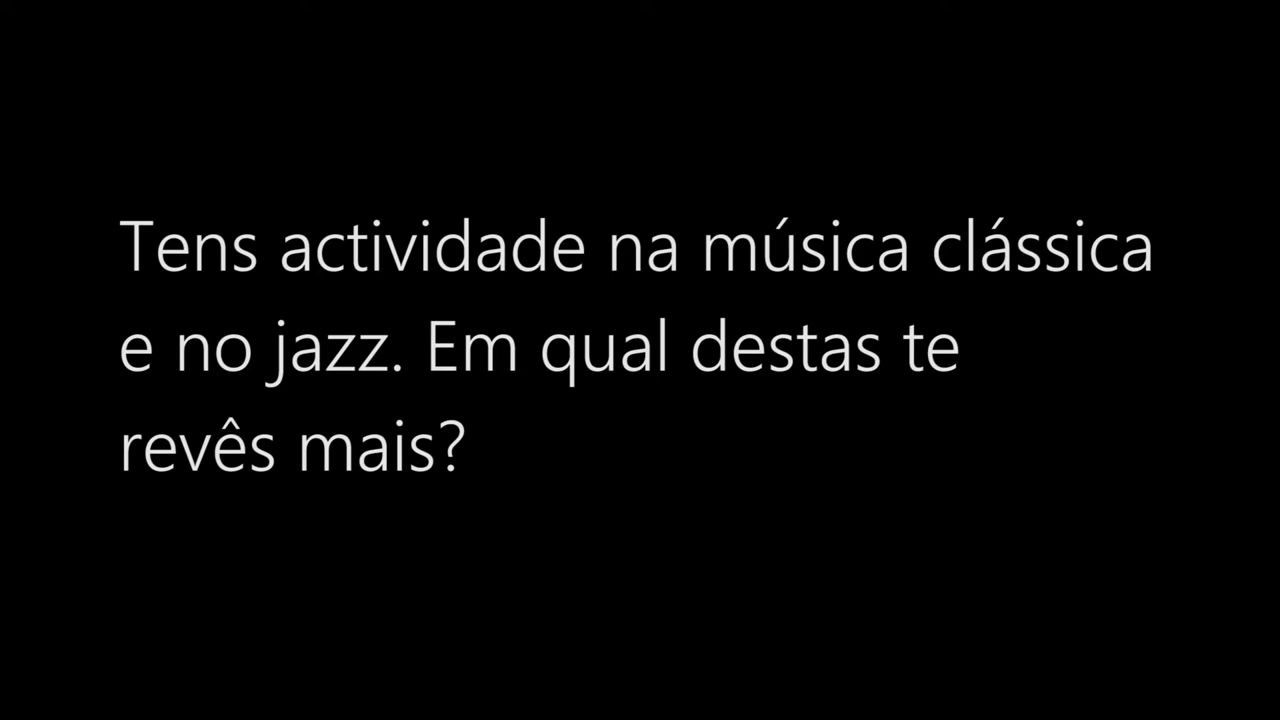 Tens actividade na música clássica
e no jazz. Em qual destas te
revês mais?